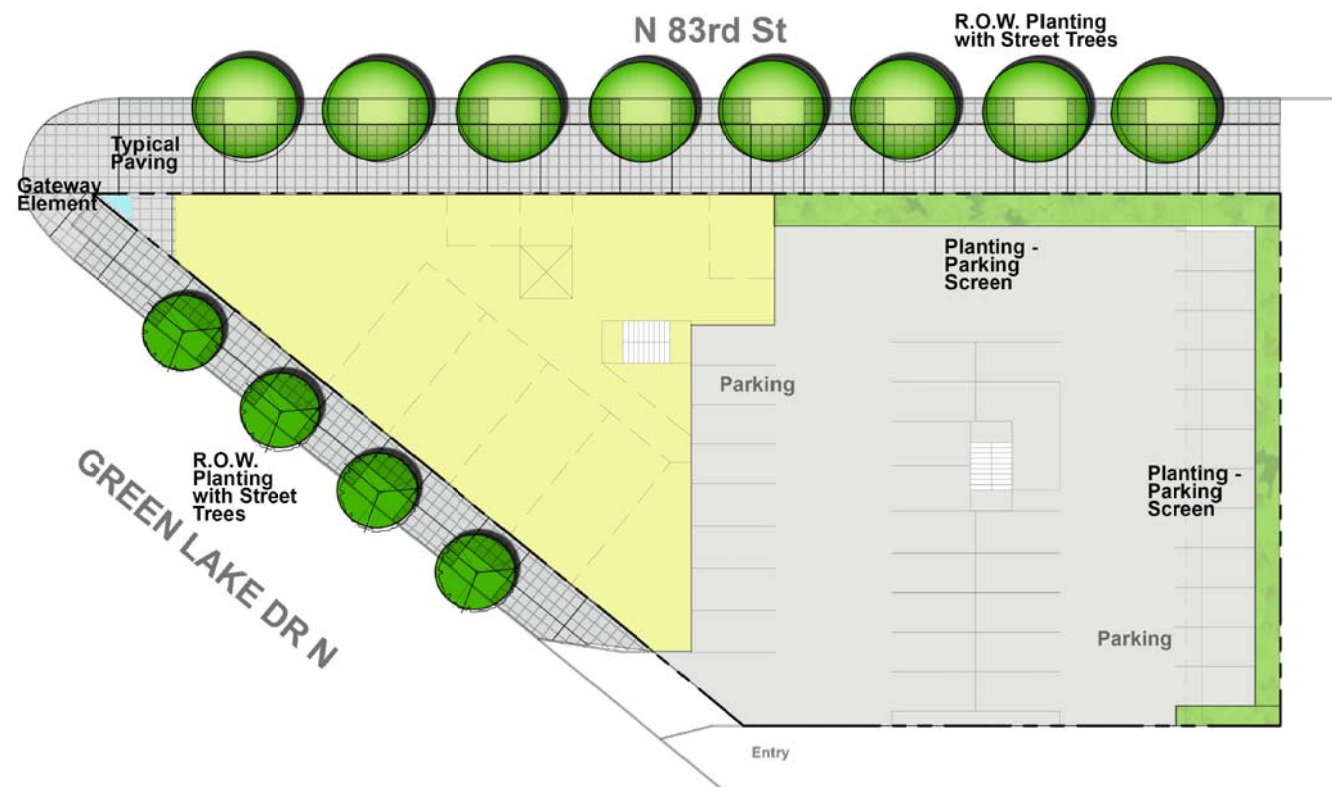 N 83rd St
R.O.W. Planting
with Street Trees
Typical
Paving
Gateway
Element
Planting -
Parking
Screen
Parking
R.O.W.
Planting
with Street
Trees
GREEN LAKE DR N
Planting -
Parking
Screen
Parking
Entry